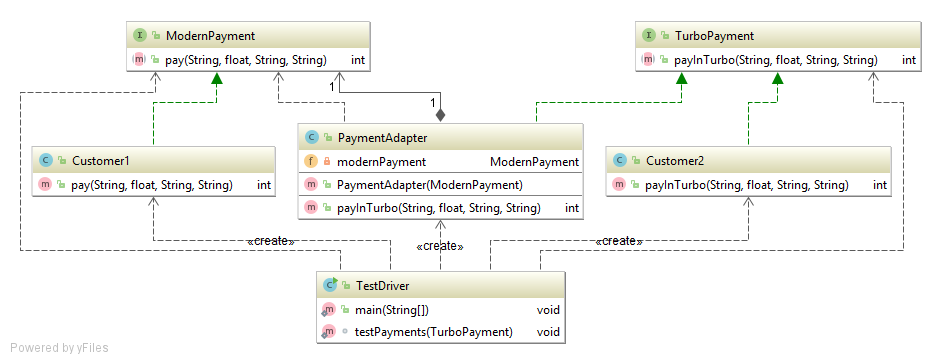 I ModernPayment
m pay(String, float, String, String) int
I TurboPayment
m payInTurbo(String, float, String, String) int
1
1
C PaymentAdapter
f modernPayment ModernPayment
m PaymentAdapter(ModernPayment)
m payInTurbo(String, float, String, String) int
C Customer1
m pay(String, float, String, String) int
C Customer2
m payInTurbo(String, float, String, String) int
«create»
«create»
«create»
C TestDriver
m main(String[]) void
m testPayments(TurboPayment) void
Powered by yFiles